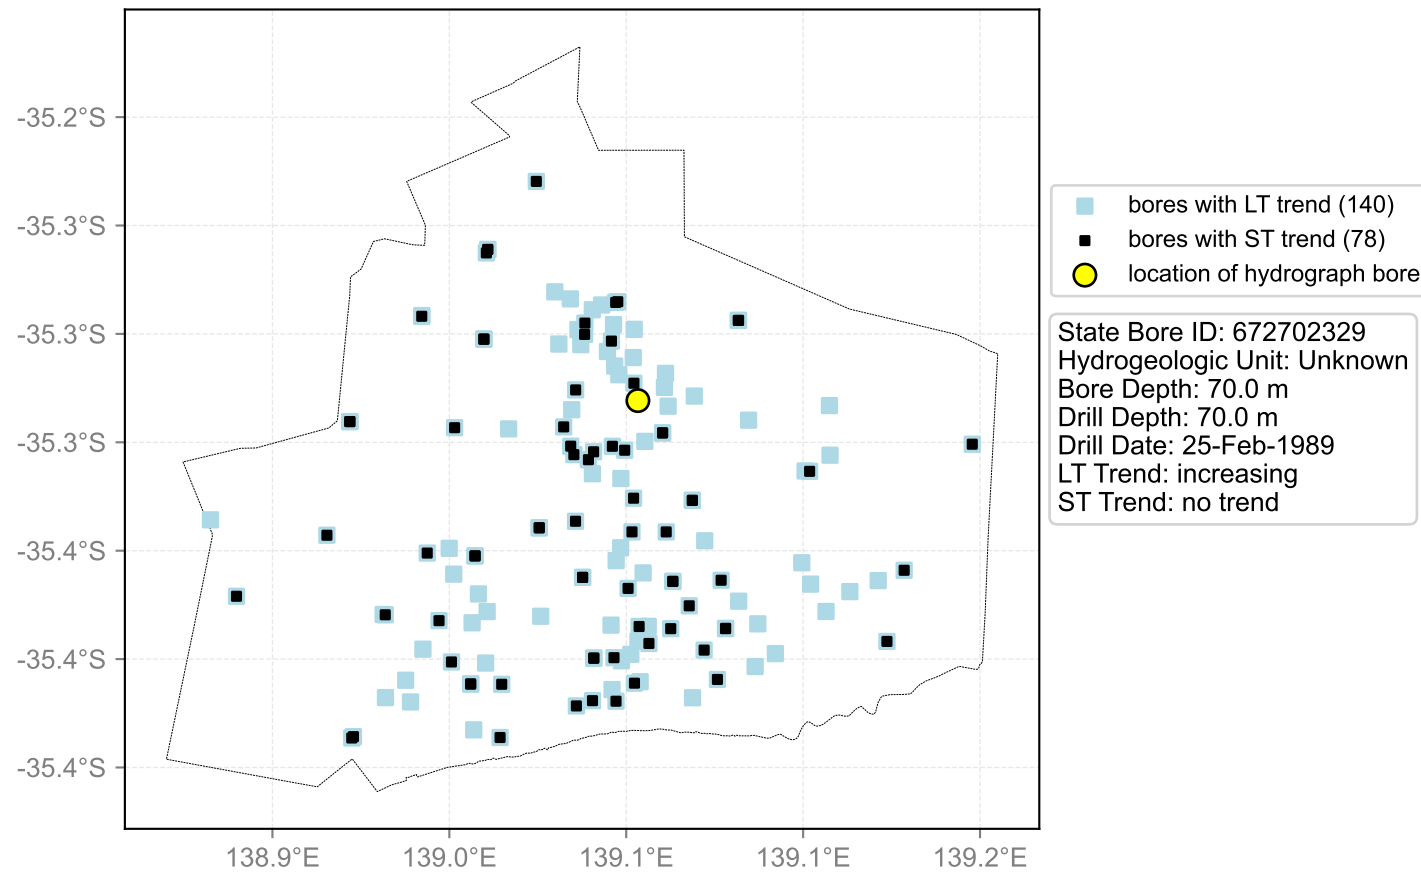 -35.2°S
-35.3°S
-35.3°S
-35.3°S
-35.4°S
-35.4°S
-35.4°S
138.9°E
139.0°E
139.1°E
139.1°E
139.2°E
bores with LT trend (140)
bores with ST trend (78)
location of hydrograph bore
State Bore ID: 672702329
Hydrogeologic Unit: Unknown
Bore Depth: 70.0 m
Drill Depth: 70.0 m
Drill Date: 25-Feb-1989
LT Trend: increasing
ST Trend: no trend